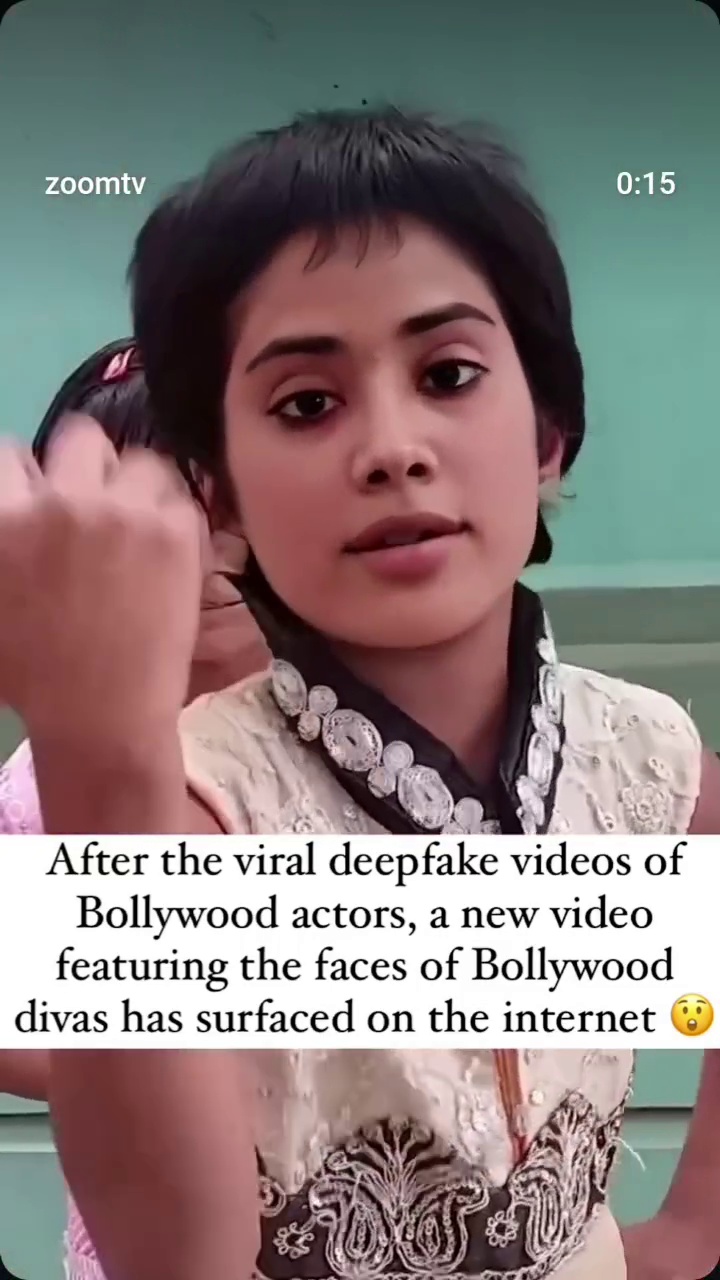 zoomtv
0:15
After the viral deepfake videos of
Bollywood actors, a new video
featuring the faces of Bollywood
divas has surfaced on the internet 😲